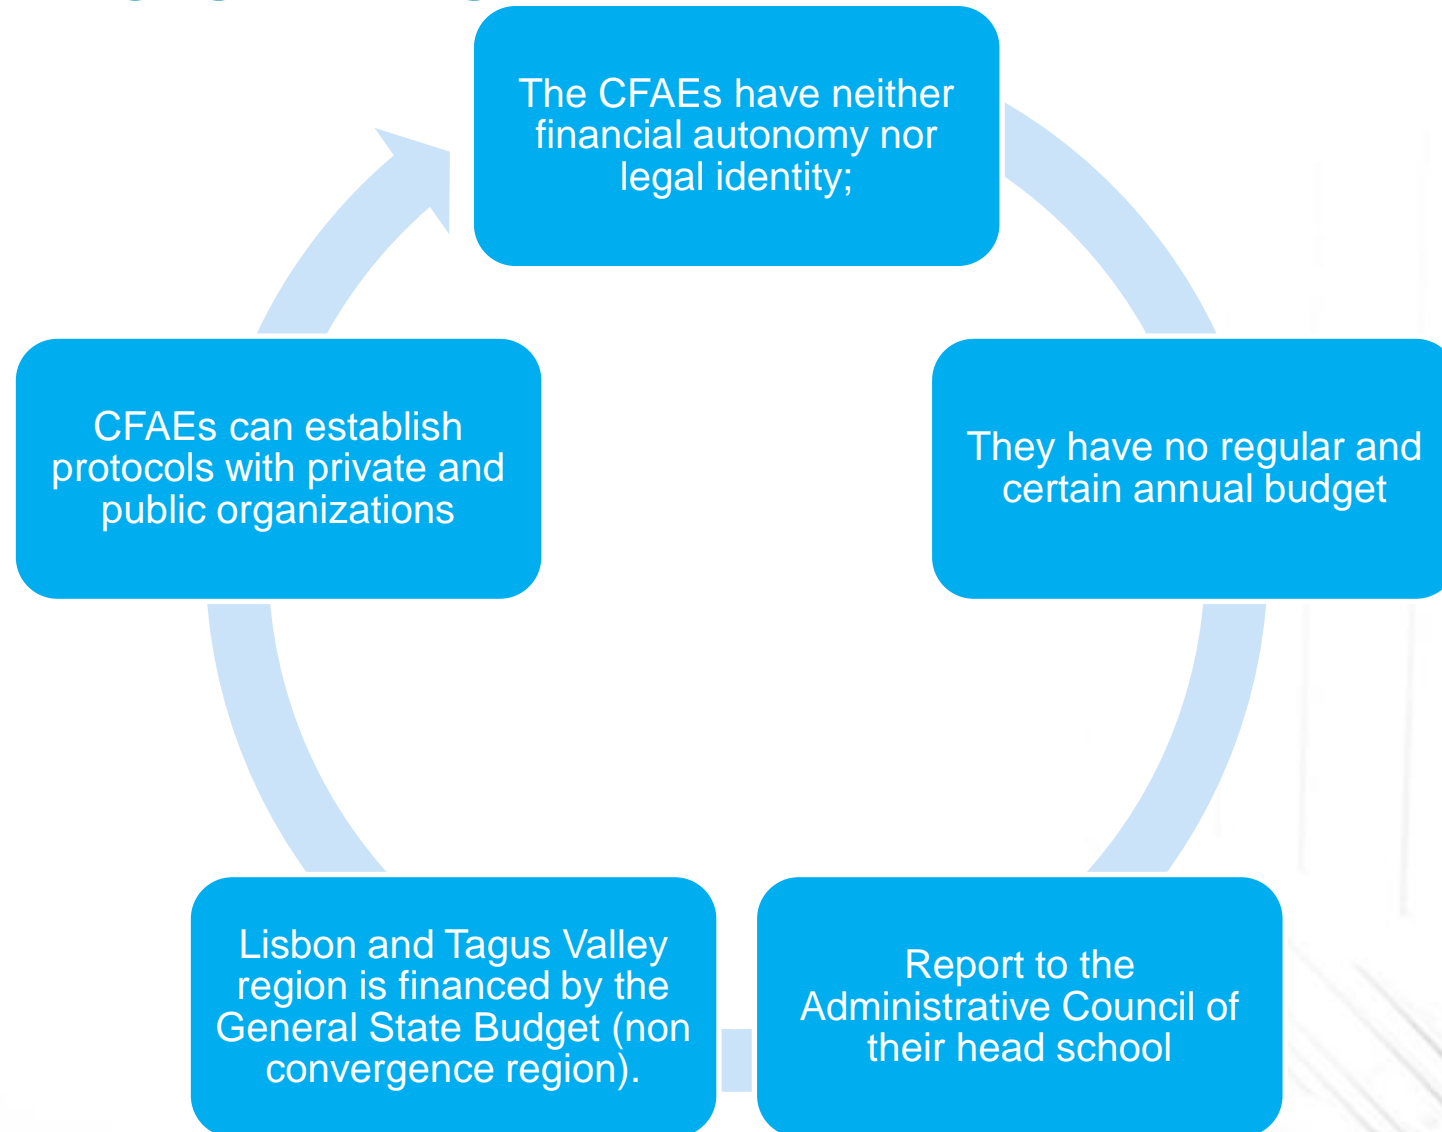 The CFAEs have neither
financial autonomy nor
legal identity;
They have no regular and
certain annual budget
Report to the
Administrative Council of
their head school
Lisbon and Tagus Valley
region is financed by the
General State Budget (non
convergence region).
CFAEs can establish
protocols with private and
public organizations